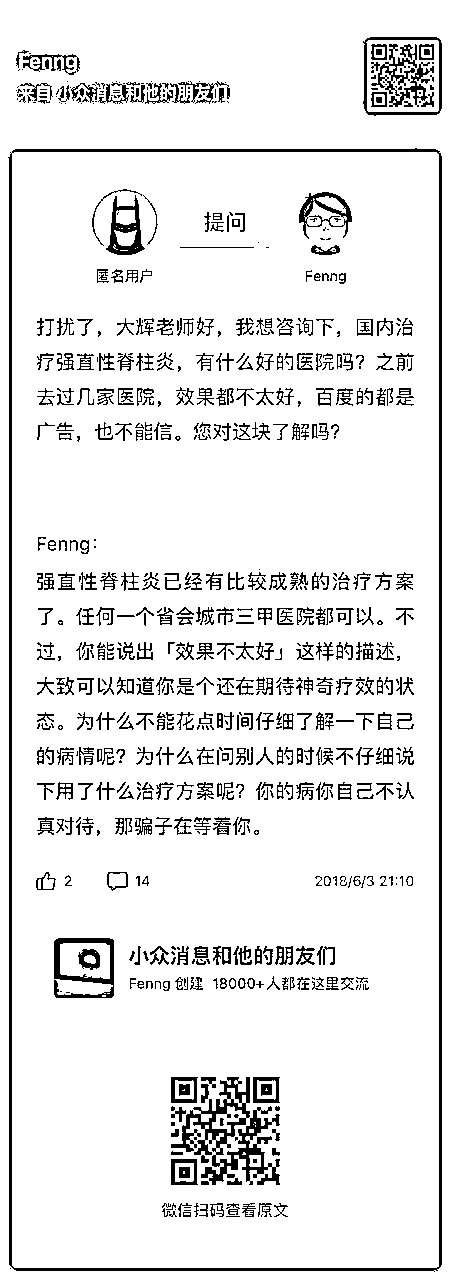 Fenng
来自 小众消息和他的朋友们
提问
匿名用户
Fenng
打扰了，大辉老师好，我想咨询下，国内治
疗强直性脊柱炎，有什么好的医院吗？之前
去过几家医院，效果都不太好，百度的都是
广告，也不能信。您对这块了解吗？
Fenng：
强直性脊柱炎已经有比较成熟的治疗方案
了。任何一个省会城市三甲医院都可以。不
过，你能说出「效果不太好」这样的描述，
大致可以知道你是个还在期待神奇疗效的状
态。为什么不能花点时间仔细了解一下自己
的病情呢？为什么在问别人的时候不仔细说
下用了什么治疗方案呢？你的病你自己不认
真对待，那骗子在等着你。
2 14 2018/6/3 21:10
小众消息和他的朋友们
Fenng 创建 18000+人都在这里交流
微信扫码查看原文